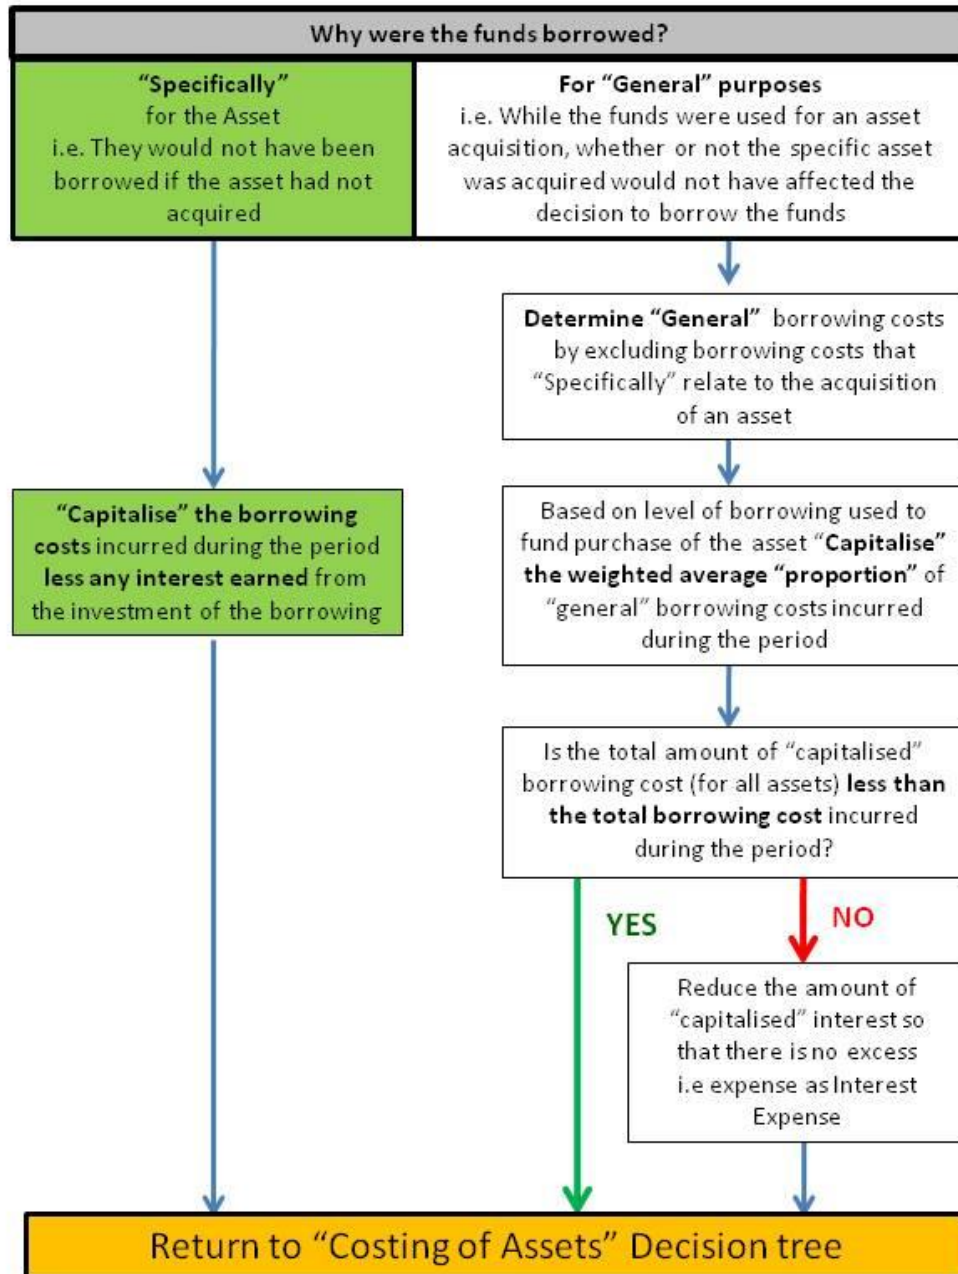 Why were the funds borrowed?
“Specifically”
for the Asset
i.e. They would not have been
borrowed if the asset had not
acquired
For “General” purposes
i.e. While the funds were used for an asset
acquisition, whether or not the specific asset
was acquired would not have affected the
decision to borrow the funds
Determine “General” borrowing costs
by excluding borrowing costs that
“Specifically” relate to the acquisition
of an asset
“Capitalise” the borrowing
costs incurred during the period
less any interest earned from
the investment of the borrowing
Based on level of borrowing used to
fund purchase of the asset “Capitalise”
the weighted average “proportion” of
“general” borrowing costs incurred
during the period
Is the total amount of “capitalised”
borrowing cost (for all assets) less than
the total borrowing cost incurred
during the period?
YES
NO
Reduce the amount of
“capitalised” interest so
that there is no excess
i.e expense as Interest
Expense
Return to “Costing of Assets” Decision tree